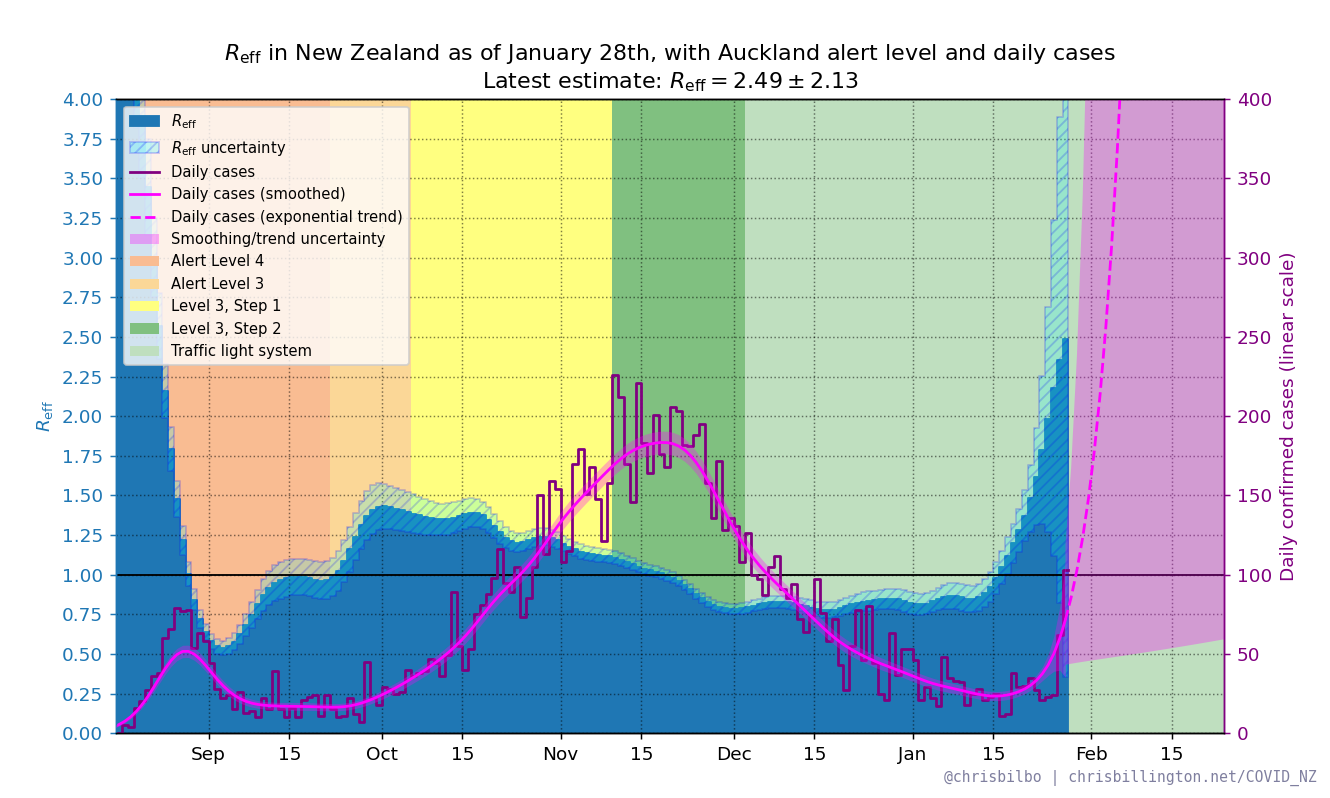 R_eff in New Zealand as of January 28th, with Auckland alert level and daily cases
Latest estimate: R_eff = 2.49 ± 2.13
R_eff
R_eff uncertainty
Daily cases
Daily cases (smoothed)
Daily cases (exponential trend)
Smoothing/trend uncertainty
Alert Level 4
Alert Level 3
Level 3, Step 1
Level 3, Step 2
Traffic light system
R_eff
4.00
3.75
3.50
3.25
3.00
2.75
2.50
2.25
2.00
1.75
1.50
1.25
1.00
0.75
0.50
0.25
0.00
400
350
300
250
200
150
100
50
0
Daily confirmed cases (linear scale)
Sep 15 Oct 15 Nov 15 Dec 15 Jan 15 Feb 15
@chrisbilbo | chrisbillington.net/COVID_NZ